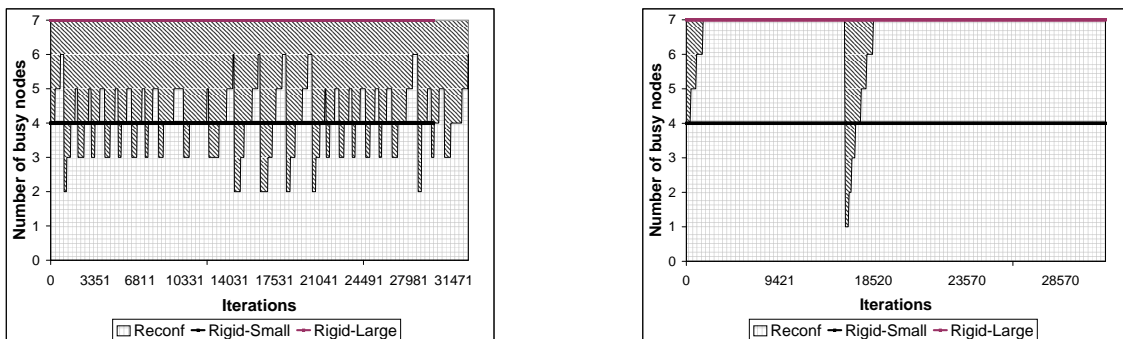 Number of busy nodes
7
6
5
4
3
2
1
0
0 3351 6811 10331 14031 17531 21041 24491 27981 31471
Iterations
Reconf Rigid-Small Rigid-Large
Number of busy nodes
7
6
5
4
3
2
1
0
0 9421 18520 23570 28570
Iterations
Reconf Rigid-Small Rigid-Large